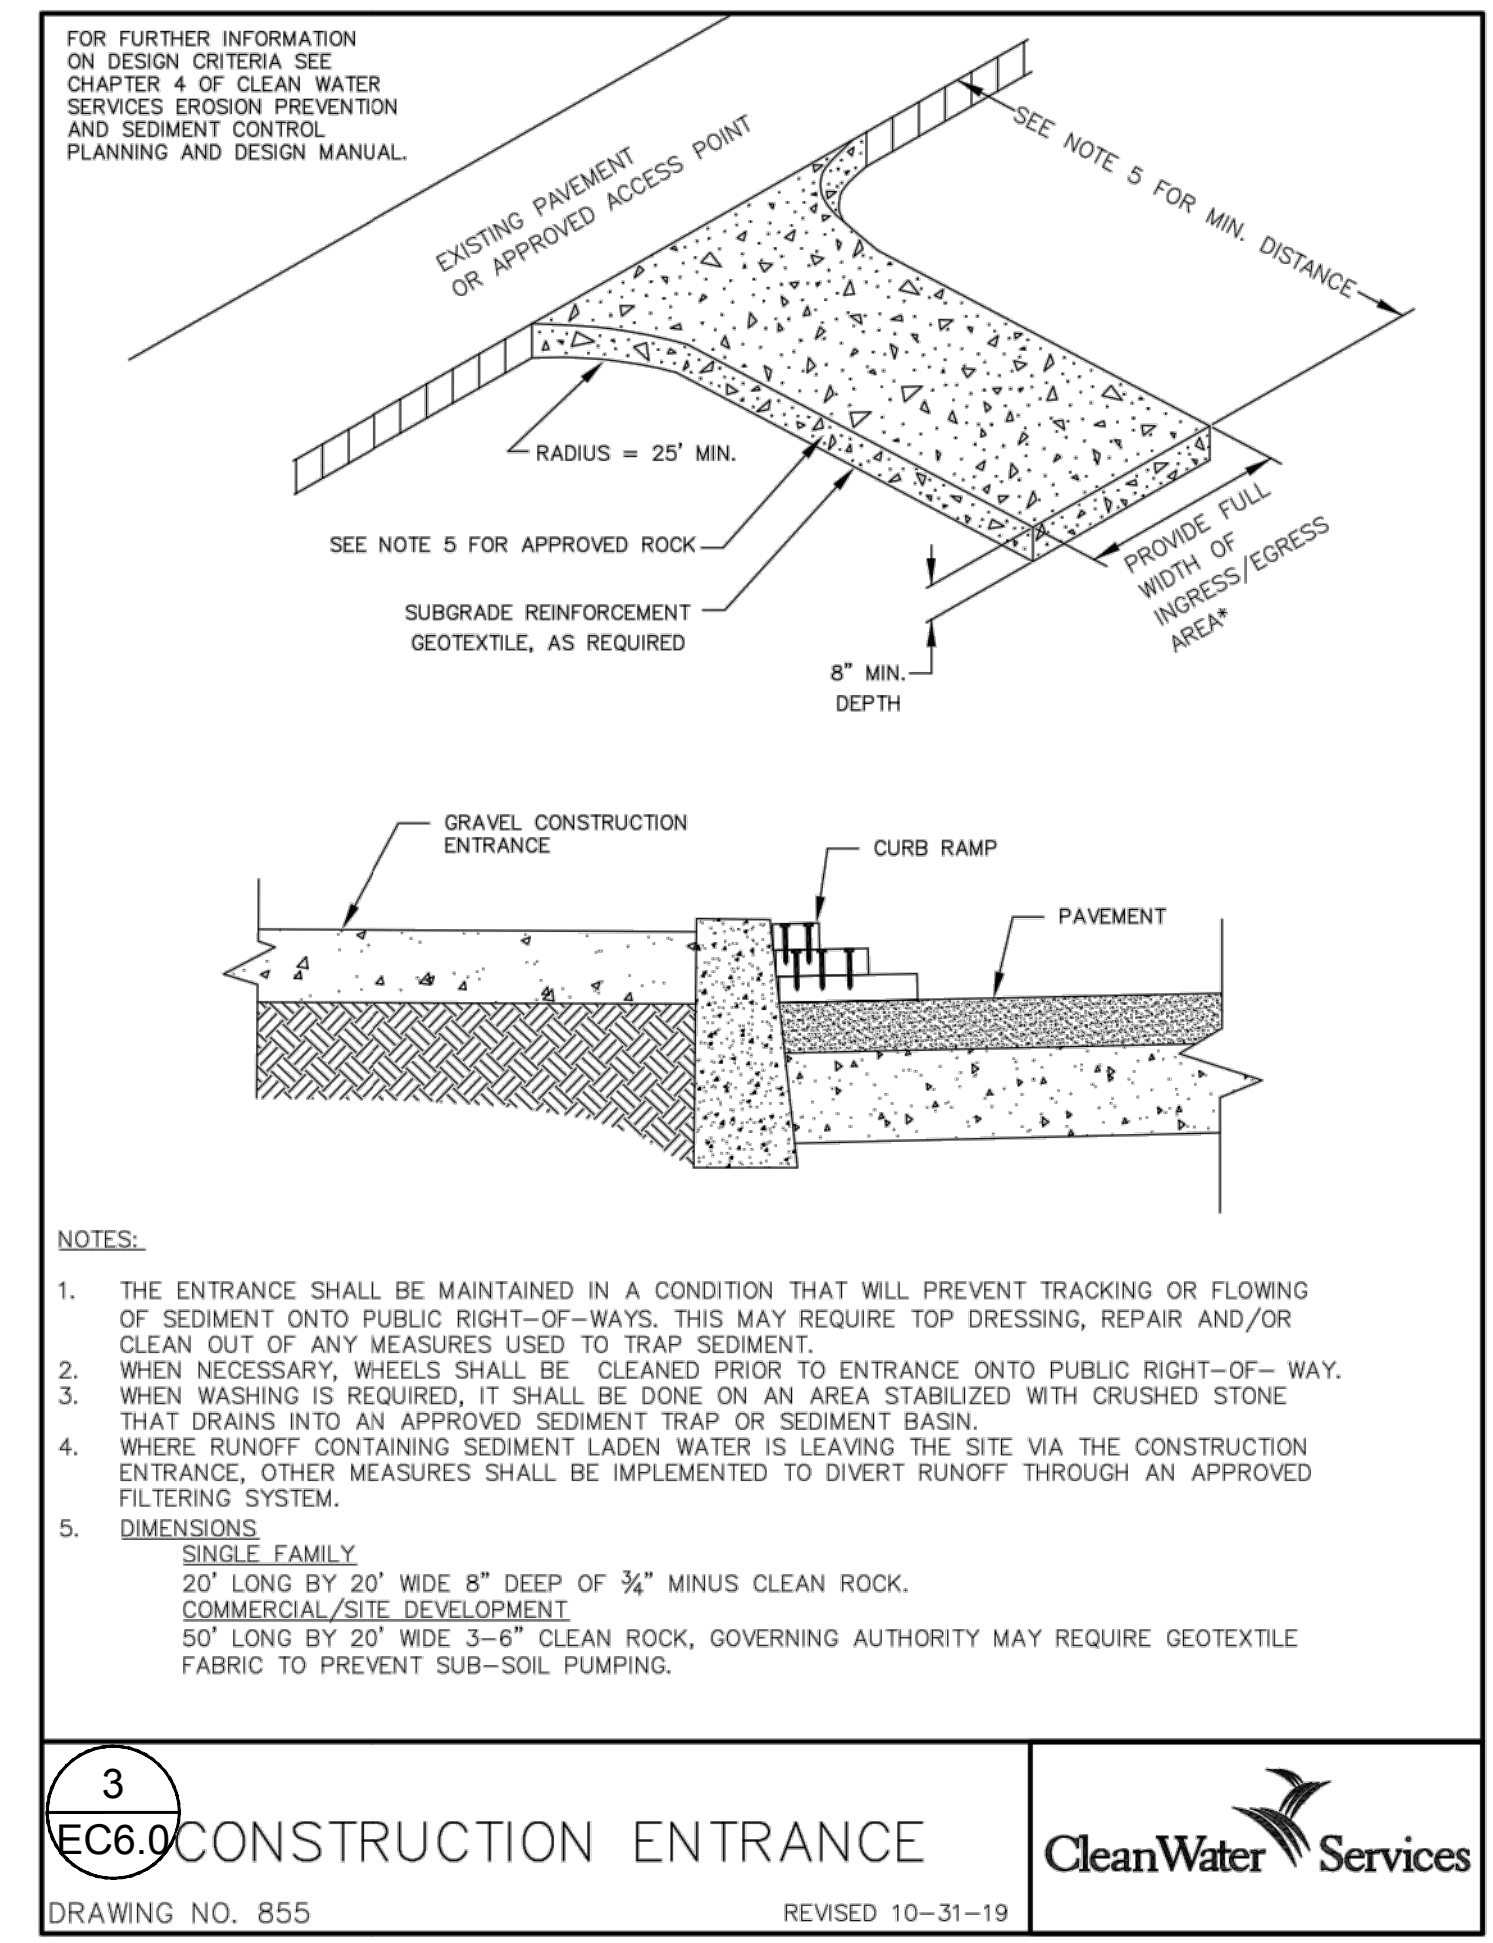 FOR FURTHER INFORMATION
ON DESIGN CRITERIA SEE
CHAPTER 4 OF CLEAN WATER
SERVICES EROSION PREVENTION
AND SEDIMENT CONTROL
PLANNING AND DESIGN MANUAL.
EXISTING PAVEMENT
OR APPROVED ACCESS POINT
SEE NOTE 5 FOR MIN. DISTANCE
RADIUS = 25' MIN.
SEE NOTE 5 FOR APPROVED ROCK
SUBGRADE REINFORCEMENT
GEOTEXTILE, AS REQUIRED
PROVIDE FULL
WIDTH OF
INGRESS/EGRESS
AREA*
8" MIN.
DEPTH
GRAVEL CONSTRUCTION
ENTRANCE
CURB RAMP
PAVEMENT
NOTES:
1. THE ENTRANCE SHALL BE MAINTAINED IN A CONDITION THAT WILL PREVENT TRACKING OR FLOWING
OF SEDIMENT ONTO PUBLIC RIGHT-OF-WAYS. THIS MAY REQUIRE TOP DRESSING, REPAIR AND/OR
CLEAN OUT OF ANY MEASURES USED TO TRAP SEDIMENT.
2. WHEN NECESSARY, WHEELS SHALL BE CLEANED PRIOR TO ENTRANCE ONTO PUBLIC RIGHT-OF- WAY.
3. WHEN WASHING IS REQUIRED, IT SHALL BE DONE ON AN AREA STABILIZED WITH CRUSHED STONE
THAT DRAINS INTO AN APPROVED SEDIMENT TRAP OR SEDIMENT BASIN.
4. WHERE RUNOFF CONTAINING SEDIMENT LADEN WATER IS LEAVING THE SITE VIA THE CONSTRUCTION
ENTRANCE, OTHER MEASURES SHALL BE IMPLEMENTED TO DIVERT RUNOFF THROUGH AN APPROVED
FILTERING SYSTEM.
5. DIMENSIONS
SINGLE FAMILY
20' LONG BY 20' WIDE 8" DEEP OF ¾" MINUS CLEAN ROCK.
COMMERCIAL/SITE DEVELOPMENT
50' LONG BY 20' WIDE 3-6" CLEAN ROCK, GOVERNING AUTHORITY MAY REQUIRE GEOTEXTILE
FABRIC TO PREVENT SUB-SOIL PUMPING.
3
EC6.0
CONSTRUCTION ENTRANCE
DRAWING NO. 855
REVISED 10-31-19
CleanWater Services